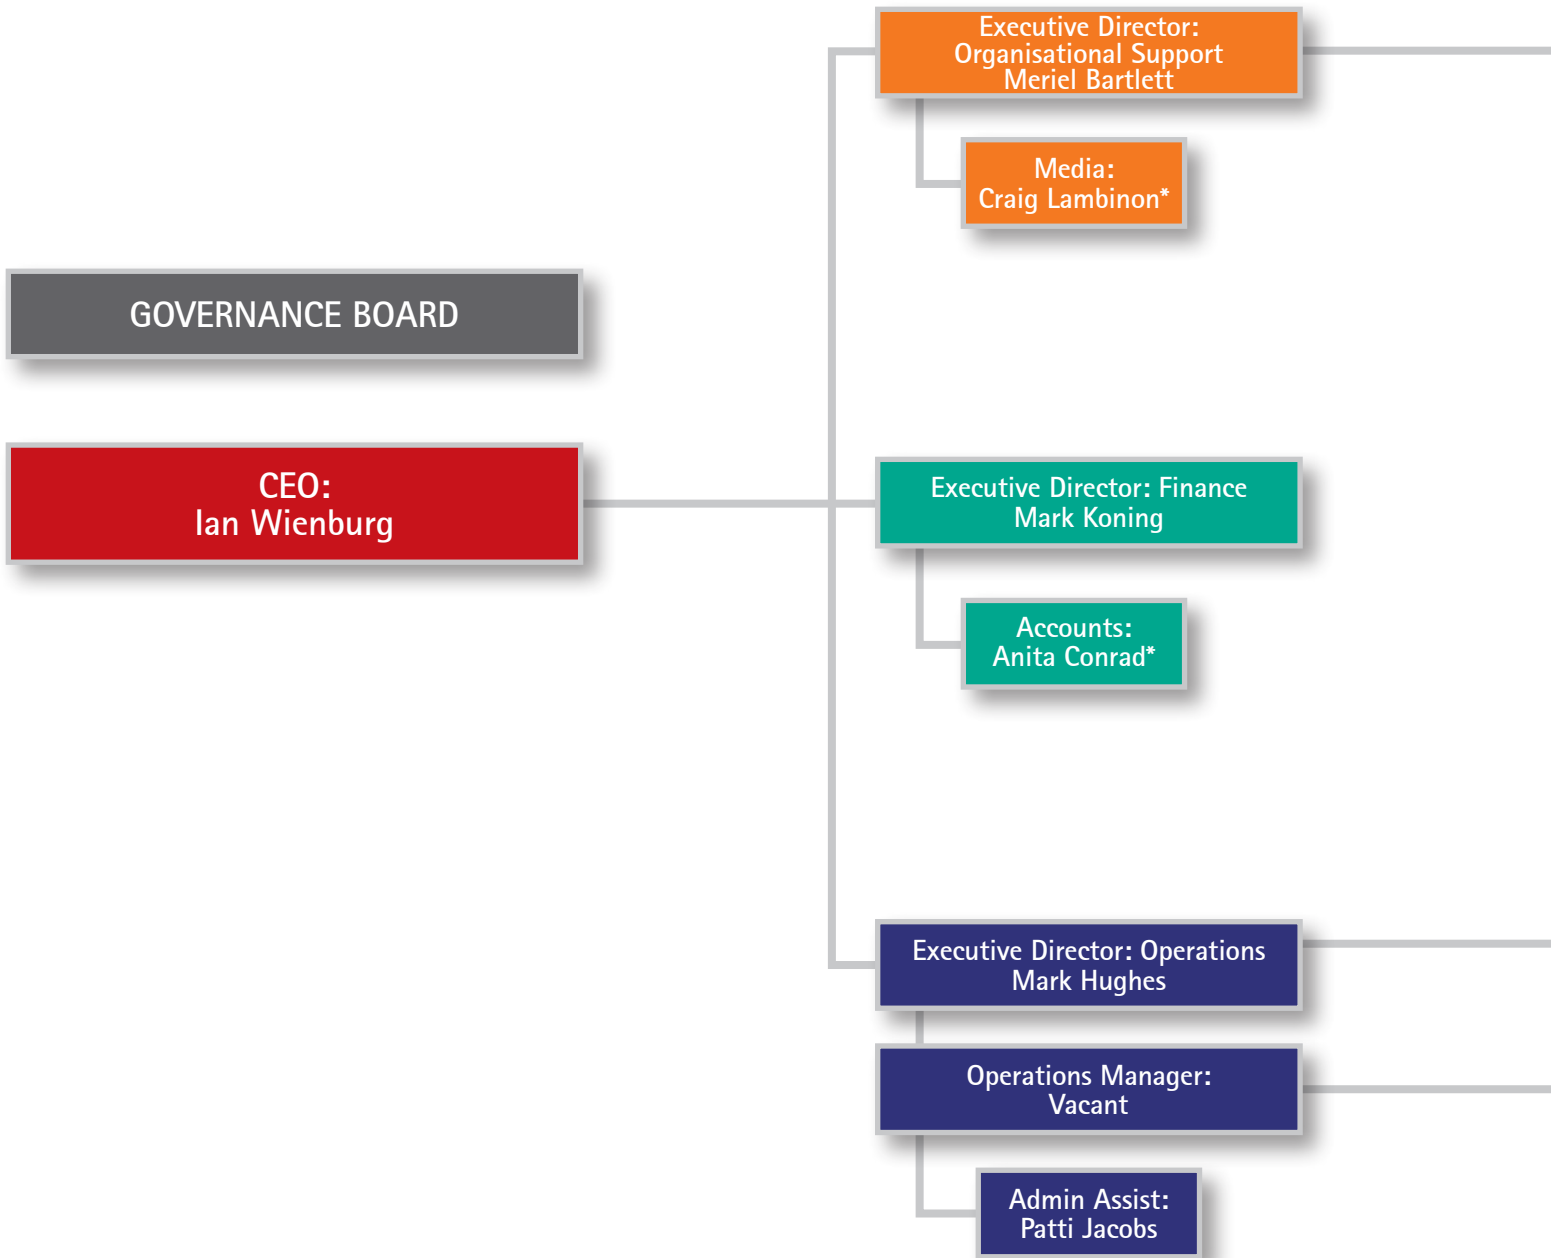 Executive Director:
Organisational Support
Meriel Bartlett
Media:
Craig Lambinon*
GOVERNANCE BOARD
CEO:
Ian Wienburg
Executive Director: Finance
Mark Koning
Accounts:
Anita Conrad*
Executive Director: Operations
Mark Hughes
Operations Manager:
Vacant
Admin Assist:
Patti Jacobs